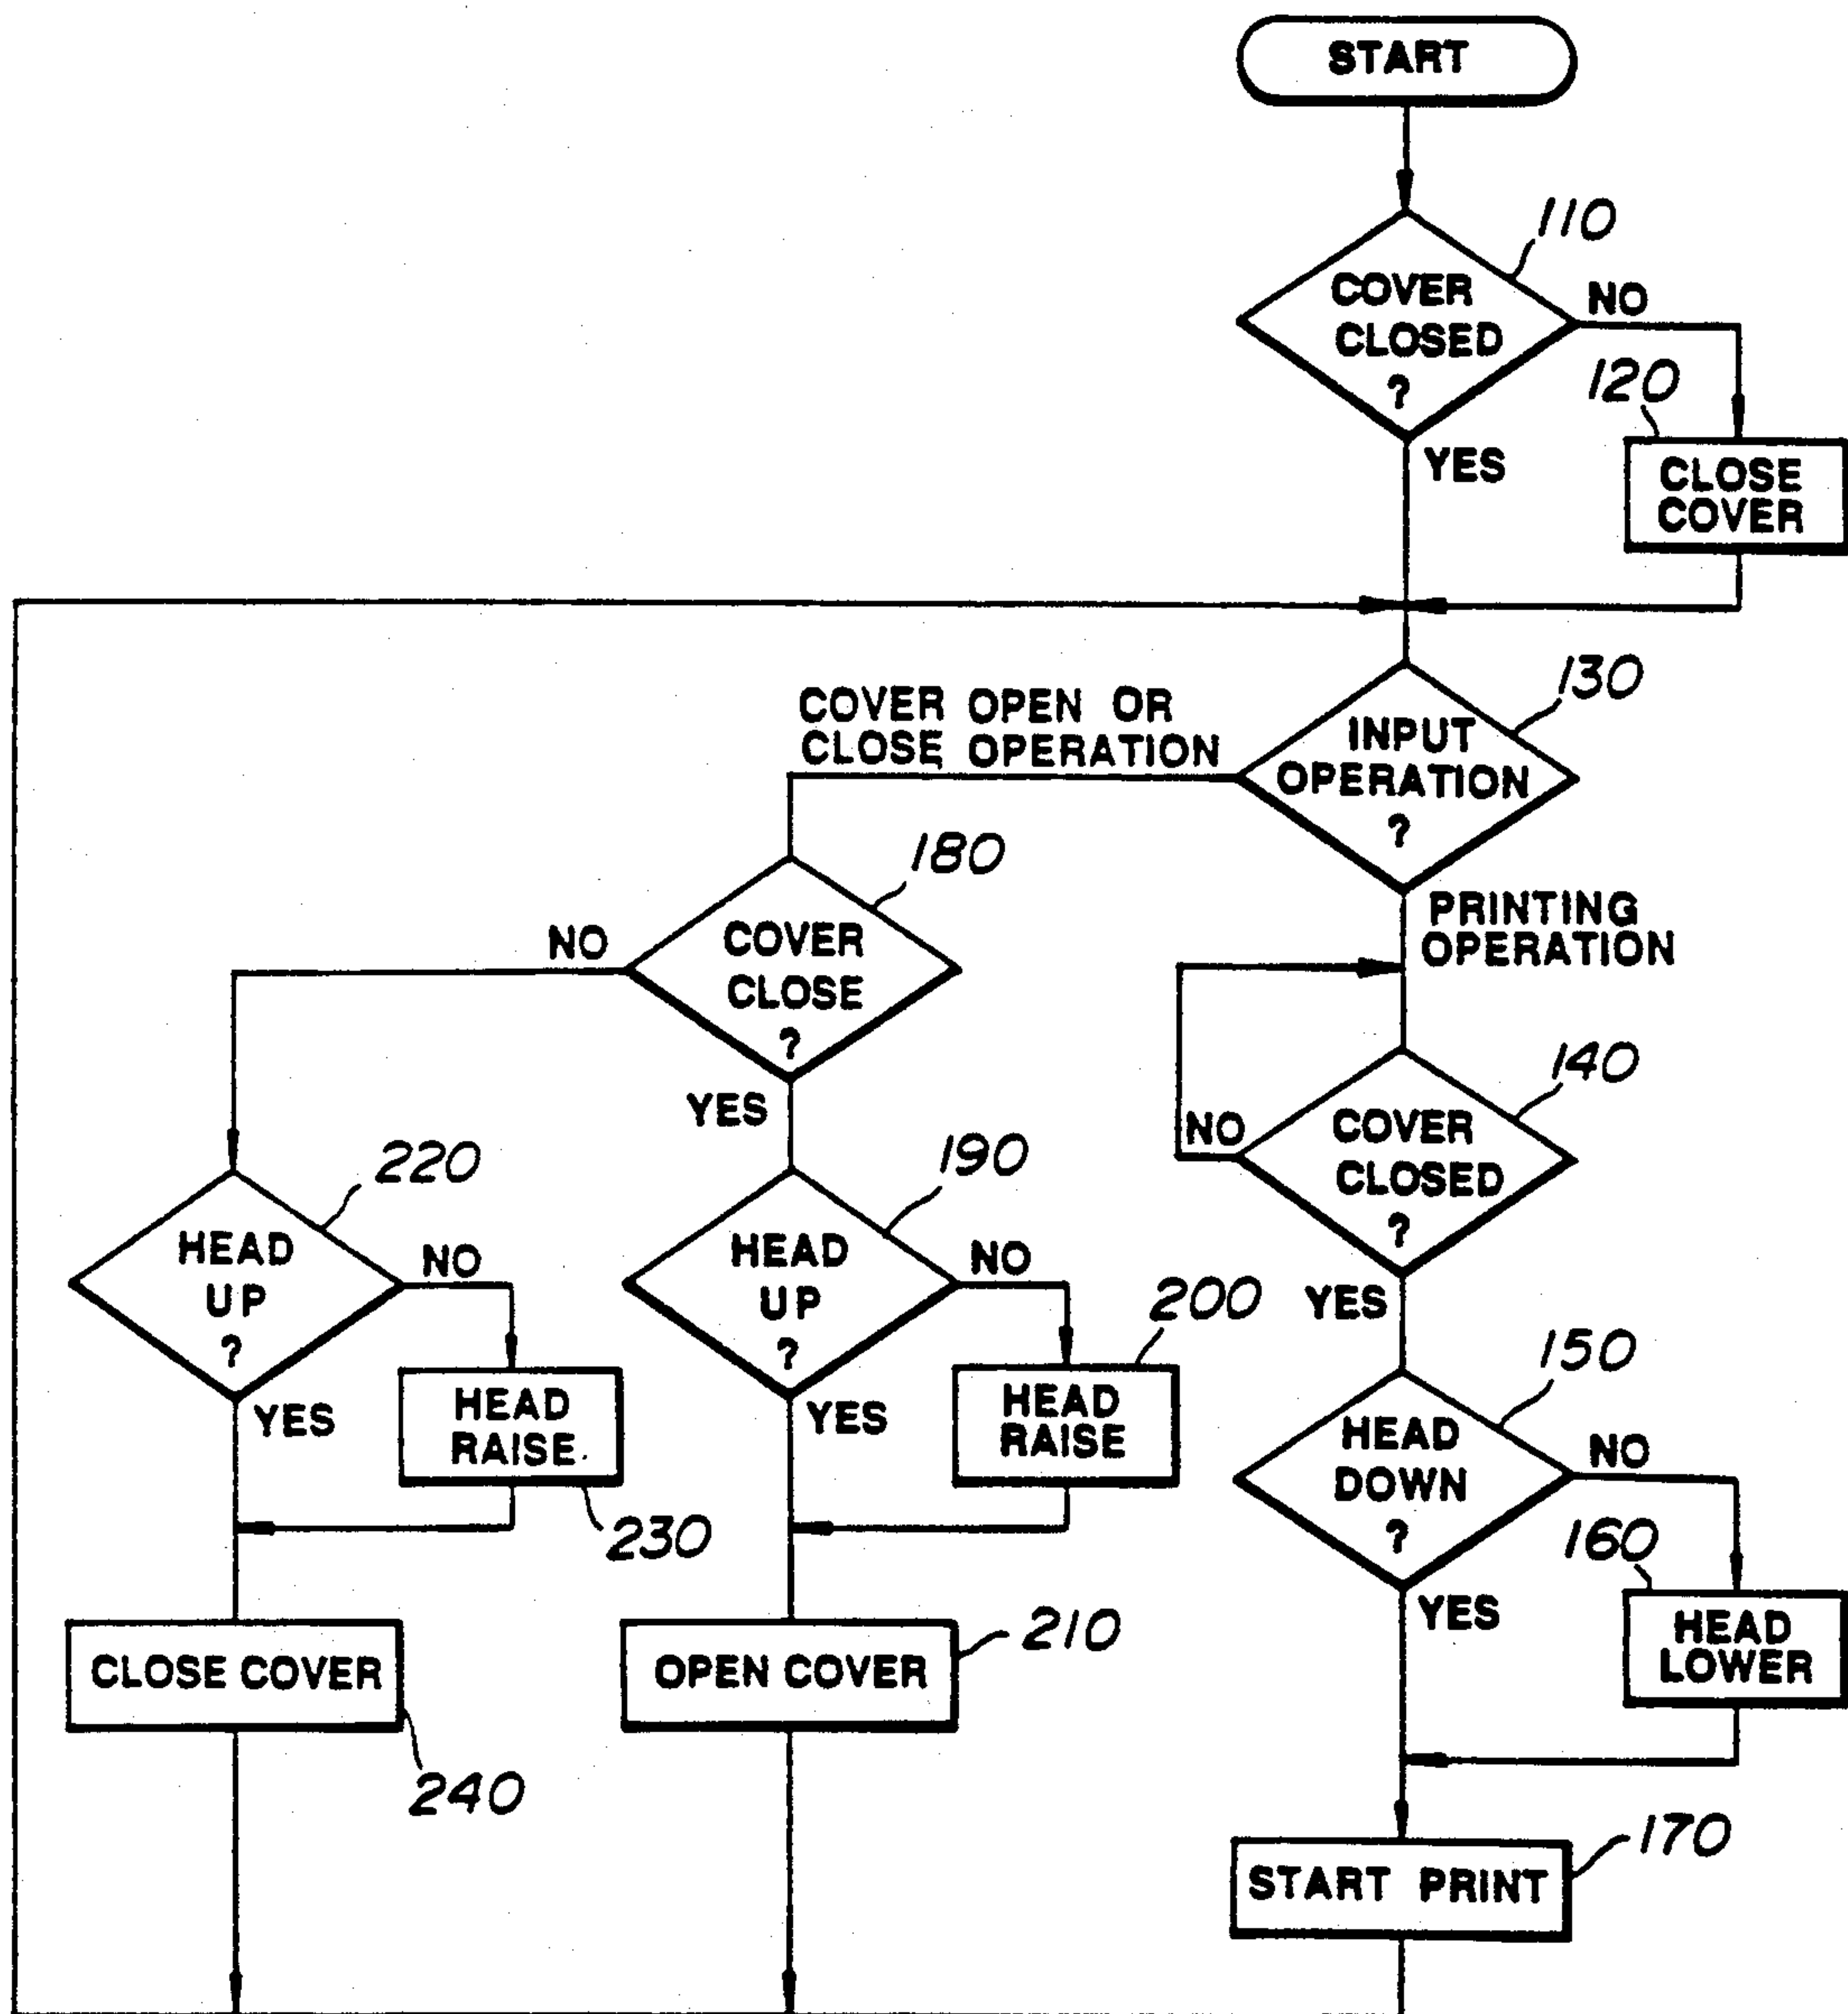 START
110
COVER
CLOSED
?
NO
YES
120
CLOSE
COVER
130
INPUT
OPERATION
?
COVER OPEN OR
CLOSE OPERATION
PRINTING
OPERATION
180
COVER
CLOSE
?
NO
YES
140
COVER
CLOSED
?
NO
YES
220
HEAD
UP
?
NO
YES
HEAD
RAISE
230
CLOSE COVER
240
190
HEAD
UP
?
NO
YES
200
HEAD
RAISE
OPEN COVER
210
150
HEAD
DOWN
?
NO
YES
160
HEAD
LOWER
START PRINT
170